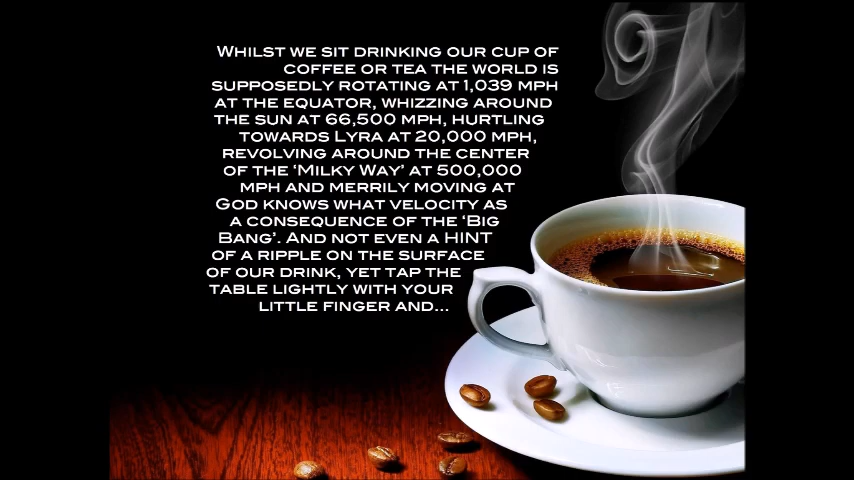 Whilst we sit drinking our cup of
coffee or tea the world is
supposedly rotating at 1,039 mph
at the equator, whizzing around
the sun at 66,500 mph, hurtling
towards Lyra at 20,000 mph,
revolving around the center
of the ‘Milky Way’ at 500,000
mph and merrily moving at
God knows what velocity as
a consequence of the ‘Big
Bang’. And not even a HINT
of a ripple on the surface
of our drink, yet tap the
table lightly with your
little finger and...